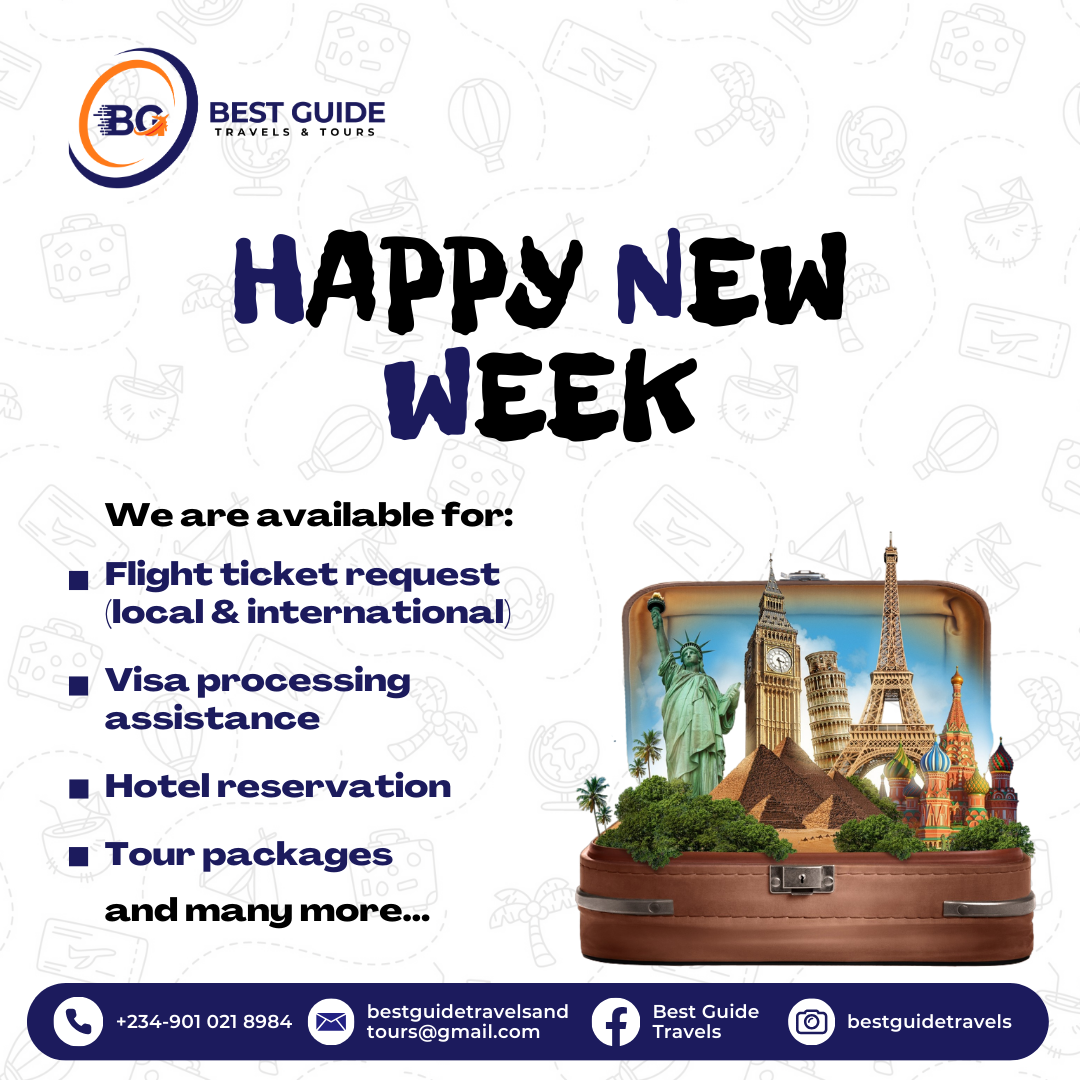 BG
BEST GUIDE
TRAVELS & TOURS
HAPPY NEW
WEEK
We are available for:
Flight ticket request
(local & international)
Visa processing
assistance
Hotel reservation
Tour packages
and many more...
+234-901 021 8984
bestguidetravelsand
tours@gmail.com
Best Guide
Travels
bestguidetravels